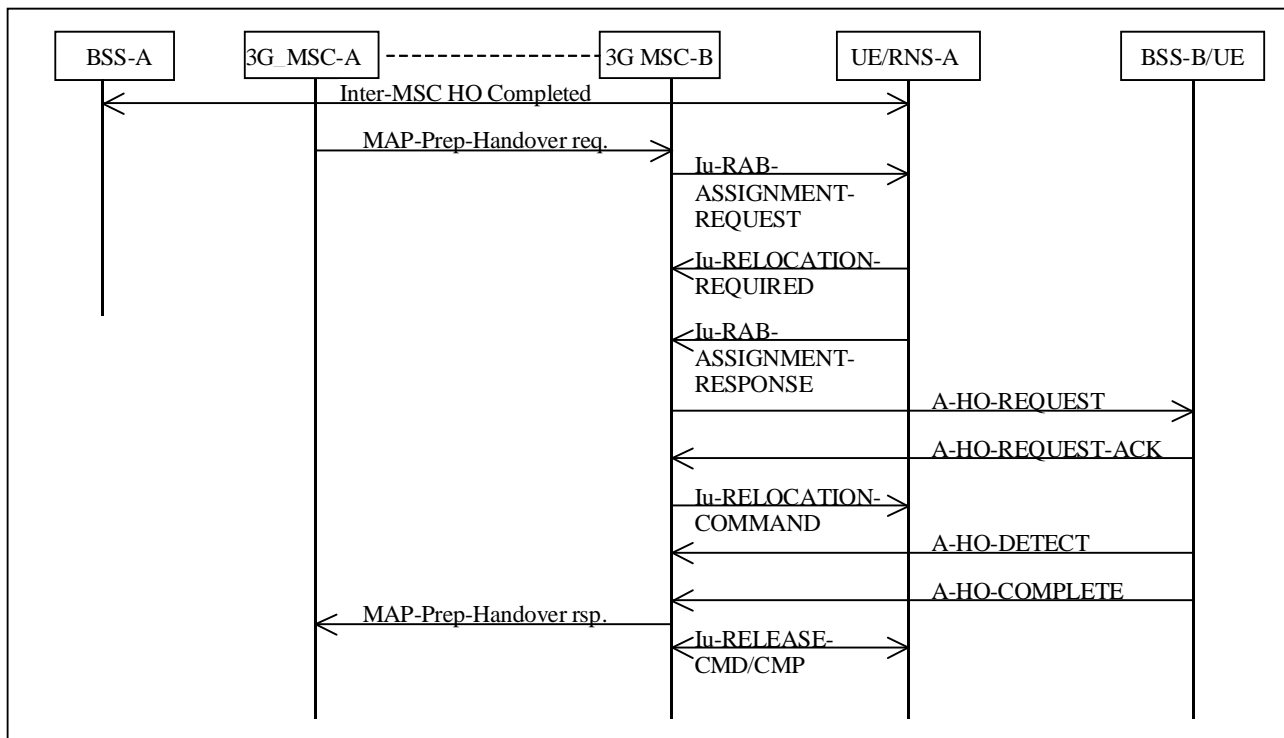 BSS-A
3G_MSC-A
3G MSC-B
UE/RNS-A
BSS-B/UE
Inter-MSC HO Completed
MAP-Prep-Handover req.
Iu-RAB-
ASSIGNMENT-
REQUEST
Iu-RELOCATION-
REQUIRED
Iu-RAB-
ASSIGNMENT-
RESPONSE
A-HO-REQUEST
A-HO-REQUEST-ACK
Iu-RELOCATION-
COMMAND
A-HO-DETECT
A-HO-COMPLETE
MAP-Prep-Handover rsp.
Iu-RELEASE-
CMD/CMP